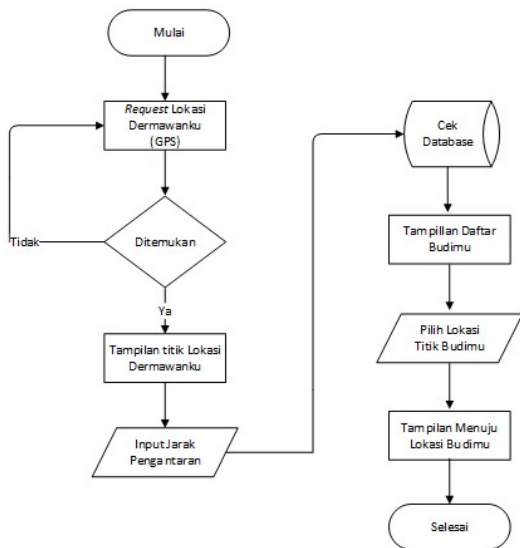 Mulai
Request Lokasi
Dermawanku
(GPS)
Ditemukan
Tidak
Ya
Tampilan titik Lokasi
Dermawanku
Input Jarak
Pengantaran
Cek
Database
Tampillan Daftar
Budimu
Pilih Lokasi
Titik Budimu
Tampilan Menuju
Lokasi Budimu
Selesai